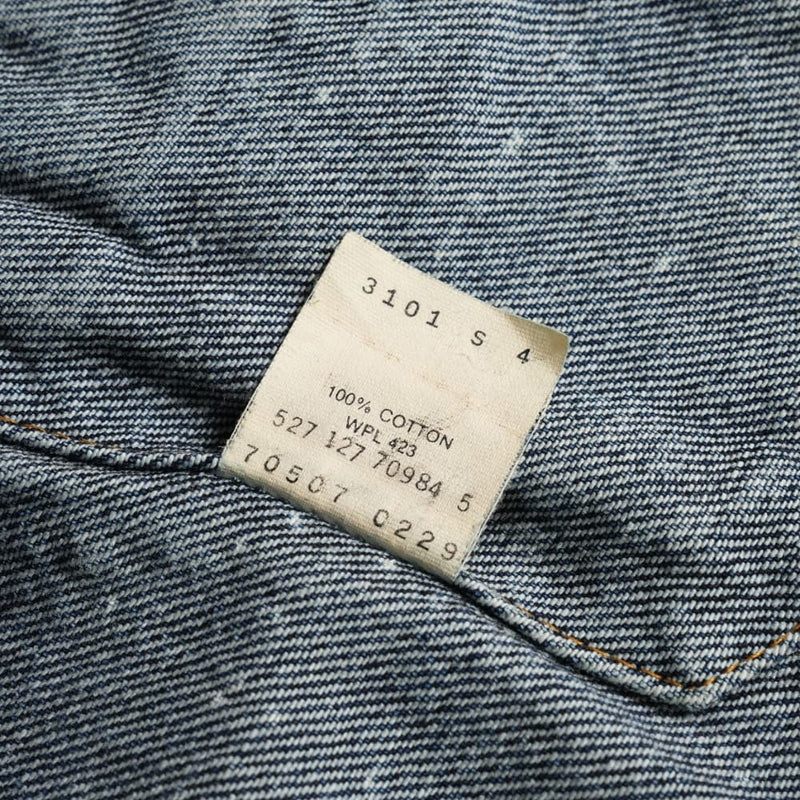 3101 S 4
100% COTTON
WPL 423
527 127 70984 5
70507 0229